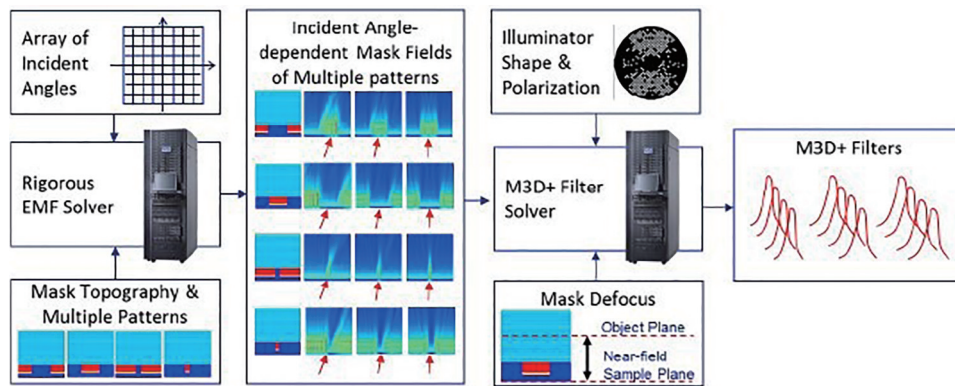 Array of
Incident
Angles
Rigorous
EMF Solver
Mask Topography &
Multiple Patterns
Incident Angle-
dependent Mask Fields
of Multiple patterns
Illuminator
Shape &
Polarization
M3D+ Filter
Solver
Mask Defocus
Object Plane
Near-field
Sample Plane
M3D+ Filters